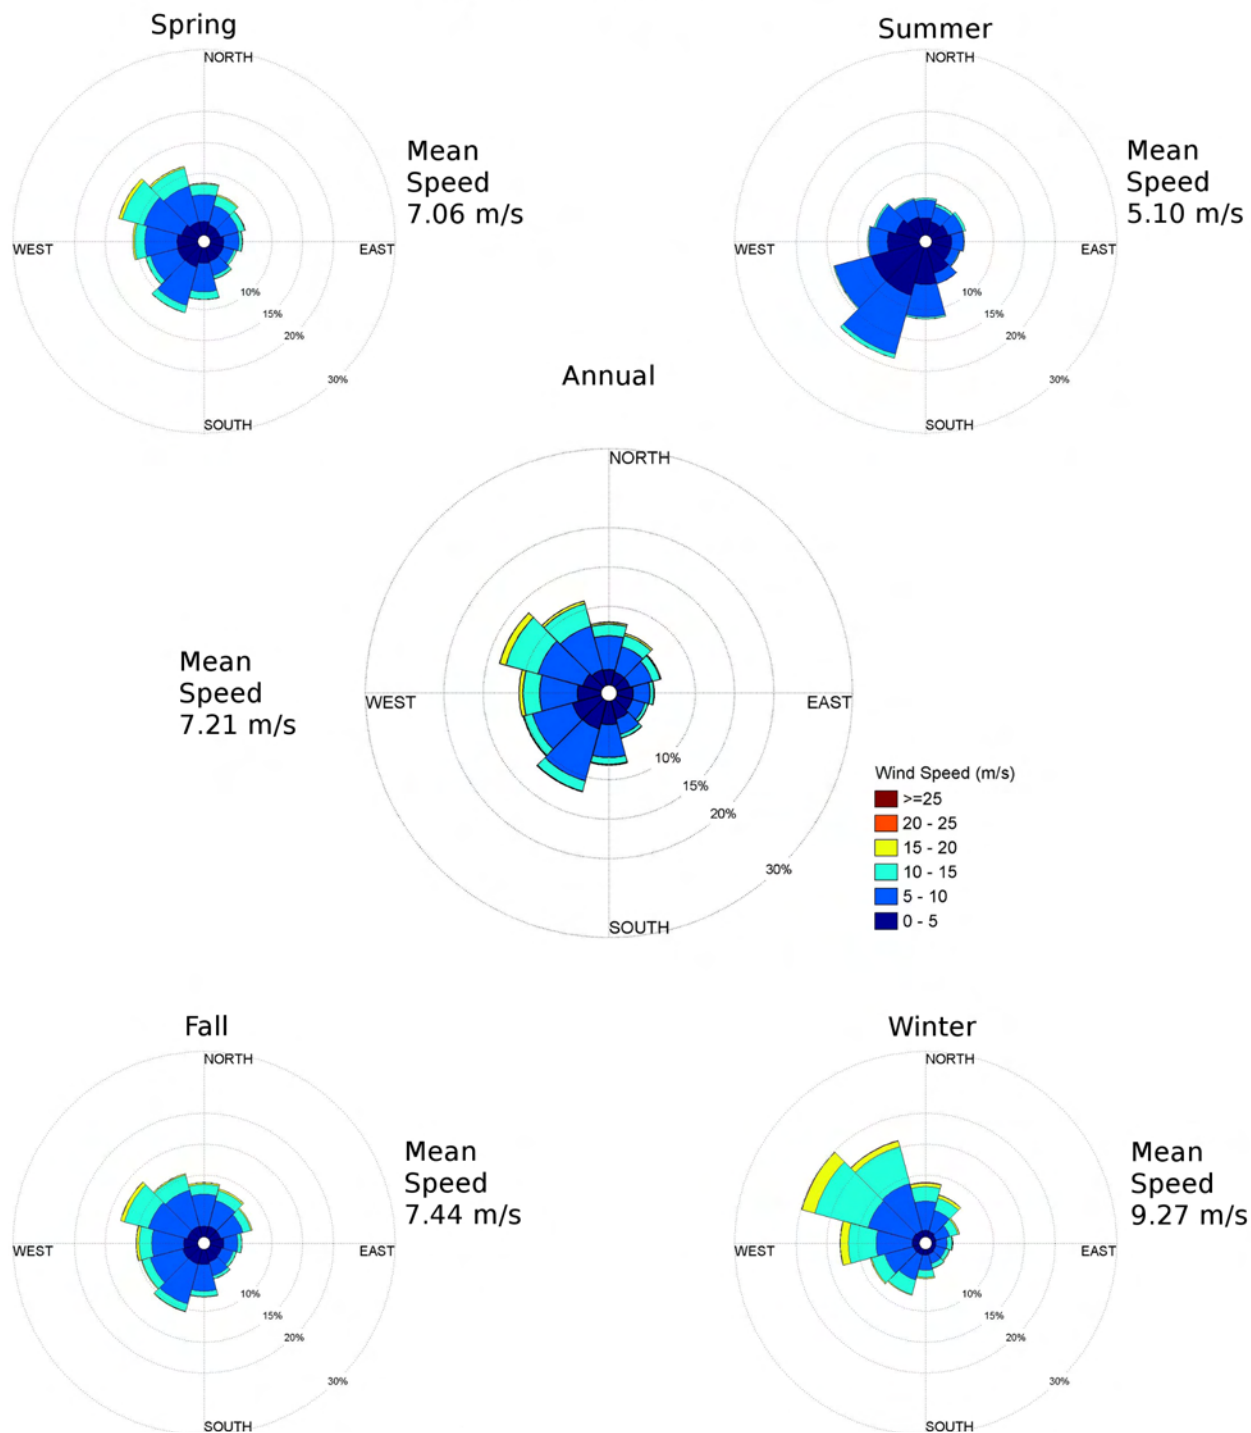 Spring
NORTH
Mean
Speed
7.06 m/s
WEST
EAST
10%
15%
20%
30%
SOUTH
Summer
NORTH
Mean
Speed
5.10 m/s
WEST
EAST
10%
15%
20%
30%
SOUTH
Annual
NORTH
Mean
Speed
7.21 m/s
WEST
EAST
10%
15%
20%
30%
SOUTH
Wind Speed (m/s)
>=25
20 - 25
15 - 20
10 - 15
5 - 10
0 - 5
Fall
NORTH
Mean
Speed
7.44 m/s
WEST
EAST
10%
15%
20%
30%
SOUTH
Winter
NORTH
Mean
Speed
9.27 m/s
WEST
EAST
10%
15%
20%
30%
SOUTH